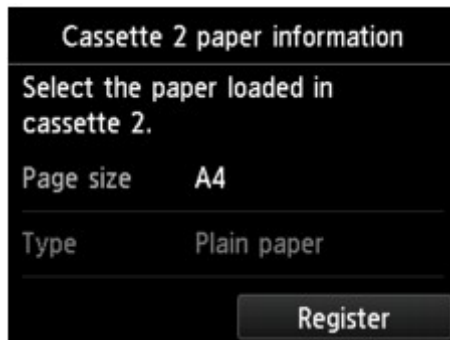 Cassette 2 paper information
Select the paper loaded in
cassette 2.
Page size A4
Type Plain paper
Register